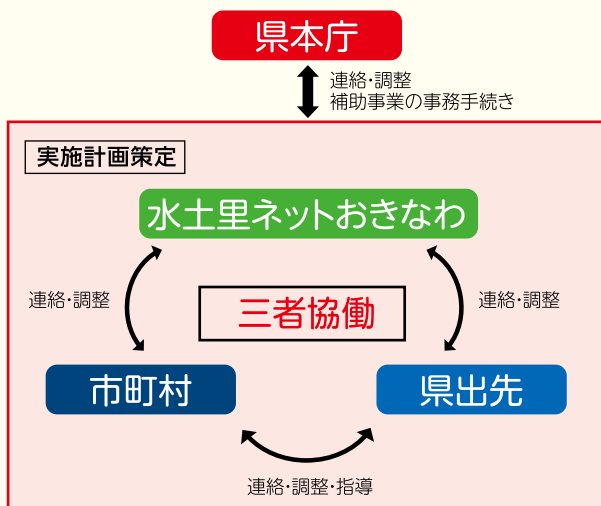 県本庁
連絡・調整
補助事業の事務手続き
実施計画策定
水土里ネットおきなわ
連絡・調整
三者協働
連絡・調整
市町村
県出先
連絡・調整・指導